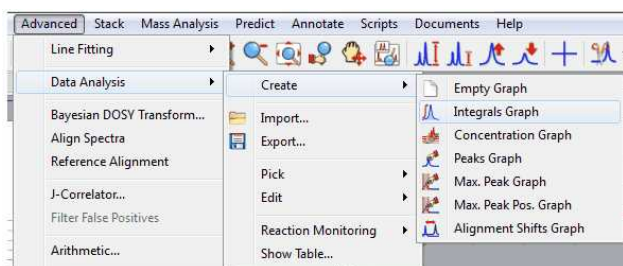 Advanced Stack Mass Analysis Predict Annotate Scripts Documents Help
Line Fitting
Data Analysis
Bayesian DOSY Transform...
Align Spectra
Reference Alignment
J-Correlator...
Filter False Positives
Arithmetic...
Create
Import...
Export...
Pick
Edit
Reaction Monitoring
Show Table...
Empty Graph
Integrals Graph
Concentration Graph
Peaks Graph
Max. Peak Graph
Max. Peak Pos. Graph
Alignment Shifts Graph